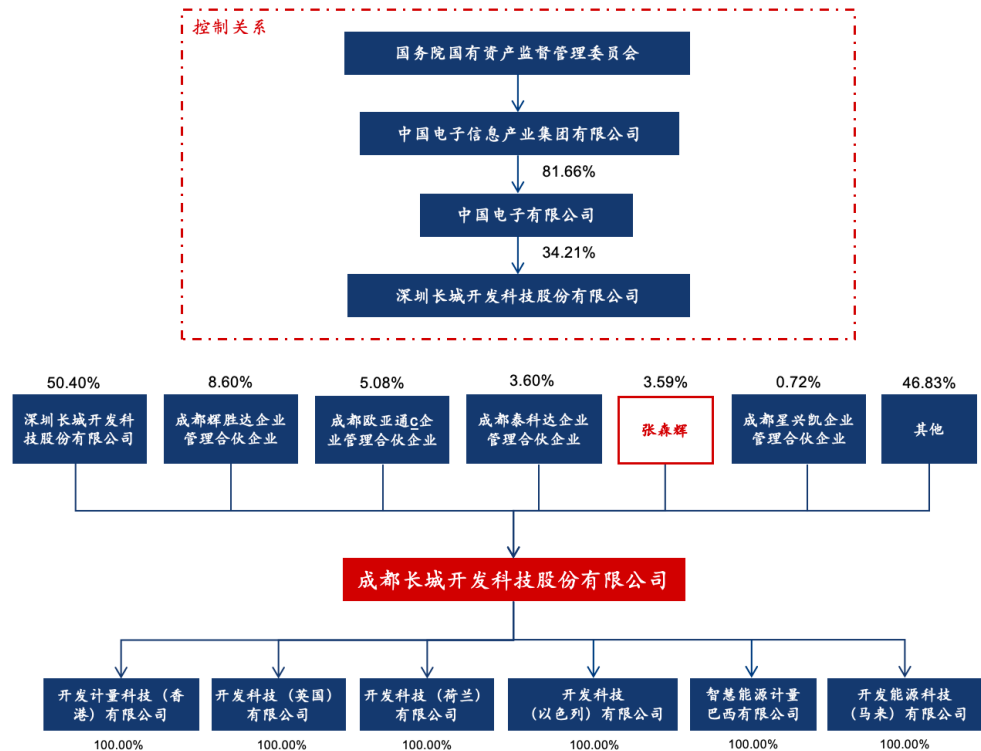 控制关系
国务院国有资产监督管理委员会
中国电子信息产业集团有限公司
81.66%
中国电子有限公司
34.21%
深圳长城开发科技股份有限公司
50.40%
8.60%
5.08%
3.60%
3.59%
0.72%
46.83%
深圳长城开发科
技股份有限公司
成都辉胜达企业
管理合伙企业
成都欧亚通c企
业管理合伙企业
成都泰科达企业
管理合伙企业
张森辉
成都星兴凯企业
管理合伙企业
其他
成都长城开发科技股份有限公司
开发计量科技（香
港）有限公司
开发科技（英国）
有限公司
开发科技（荷兰）
有限公司
开发科技
（以色列）有限公司
智慧能源计量
巴西有限公司
开发能源科技
（马来）有限公司
100.00%
100.00%
100.00%
100.00%
100.00%
100.00%